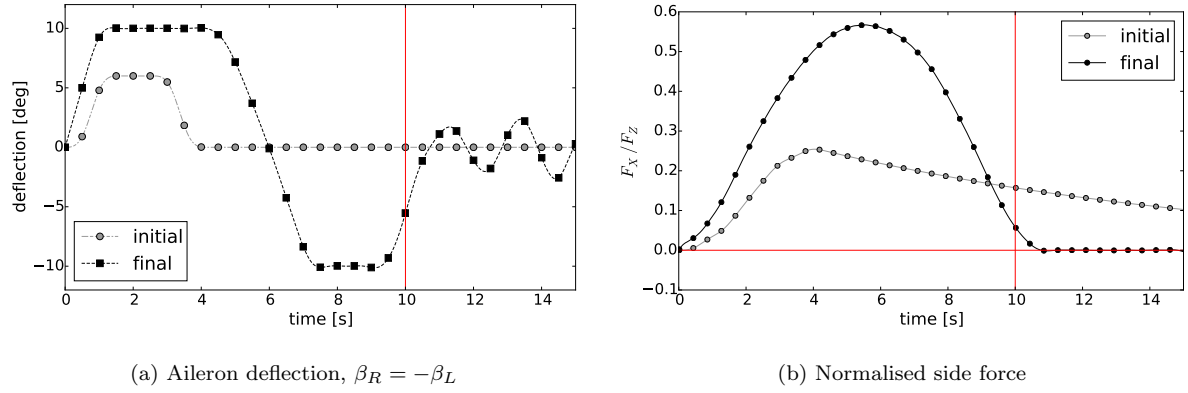 10
5
0
−5
−10
deflection [deg]
initial
final
0
2
4
6
8
10
12
14
time [s]
(a) Aileron deflection, β_R = −β_L
0.6
0.5
0.4
0.3
0.2
0.1
0.0
−0.1
F_X/F_Z
initial
final
0
2
4
6
8
10
12
14
time [s]
(b) Normalised side force